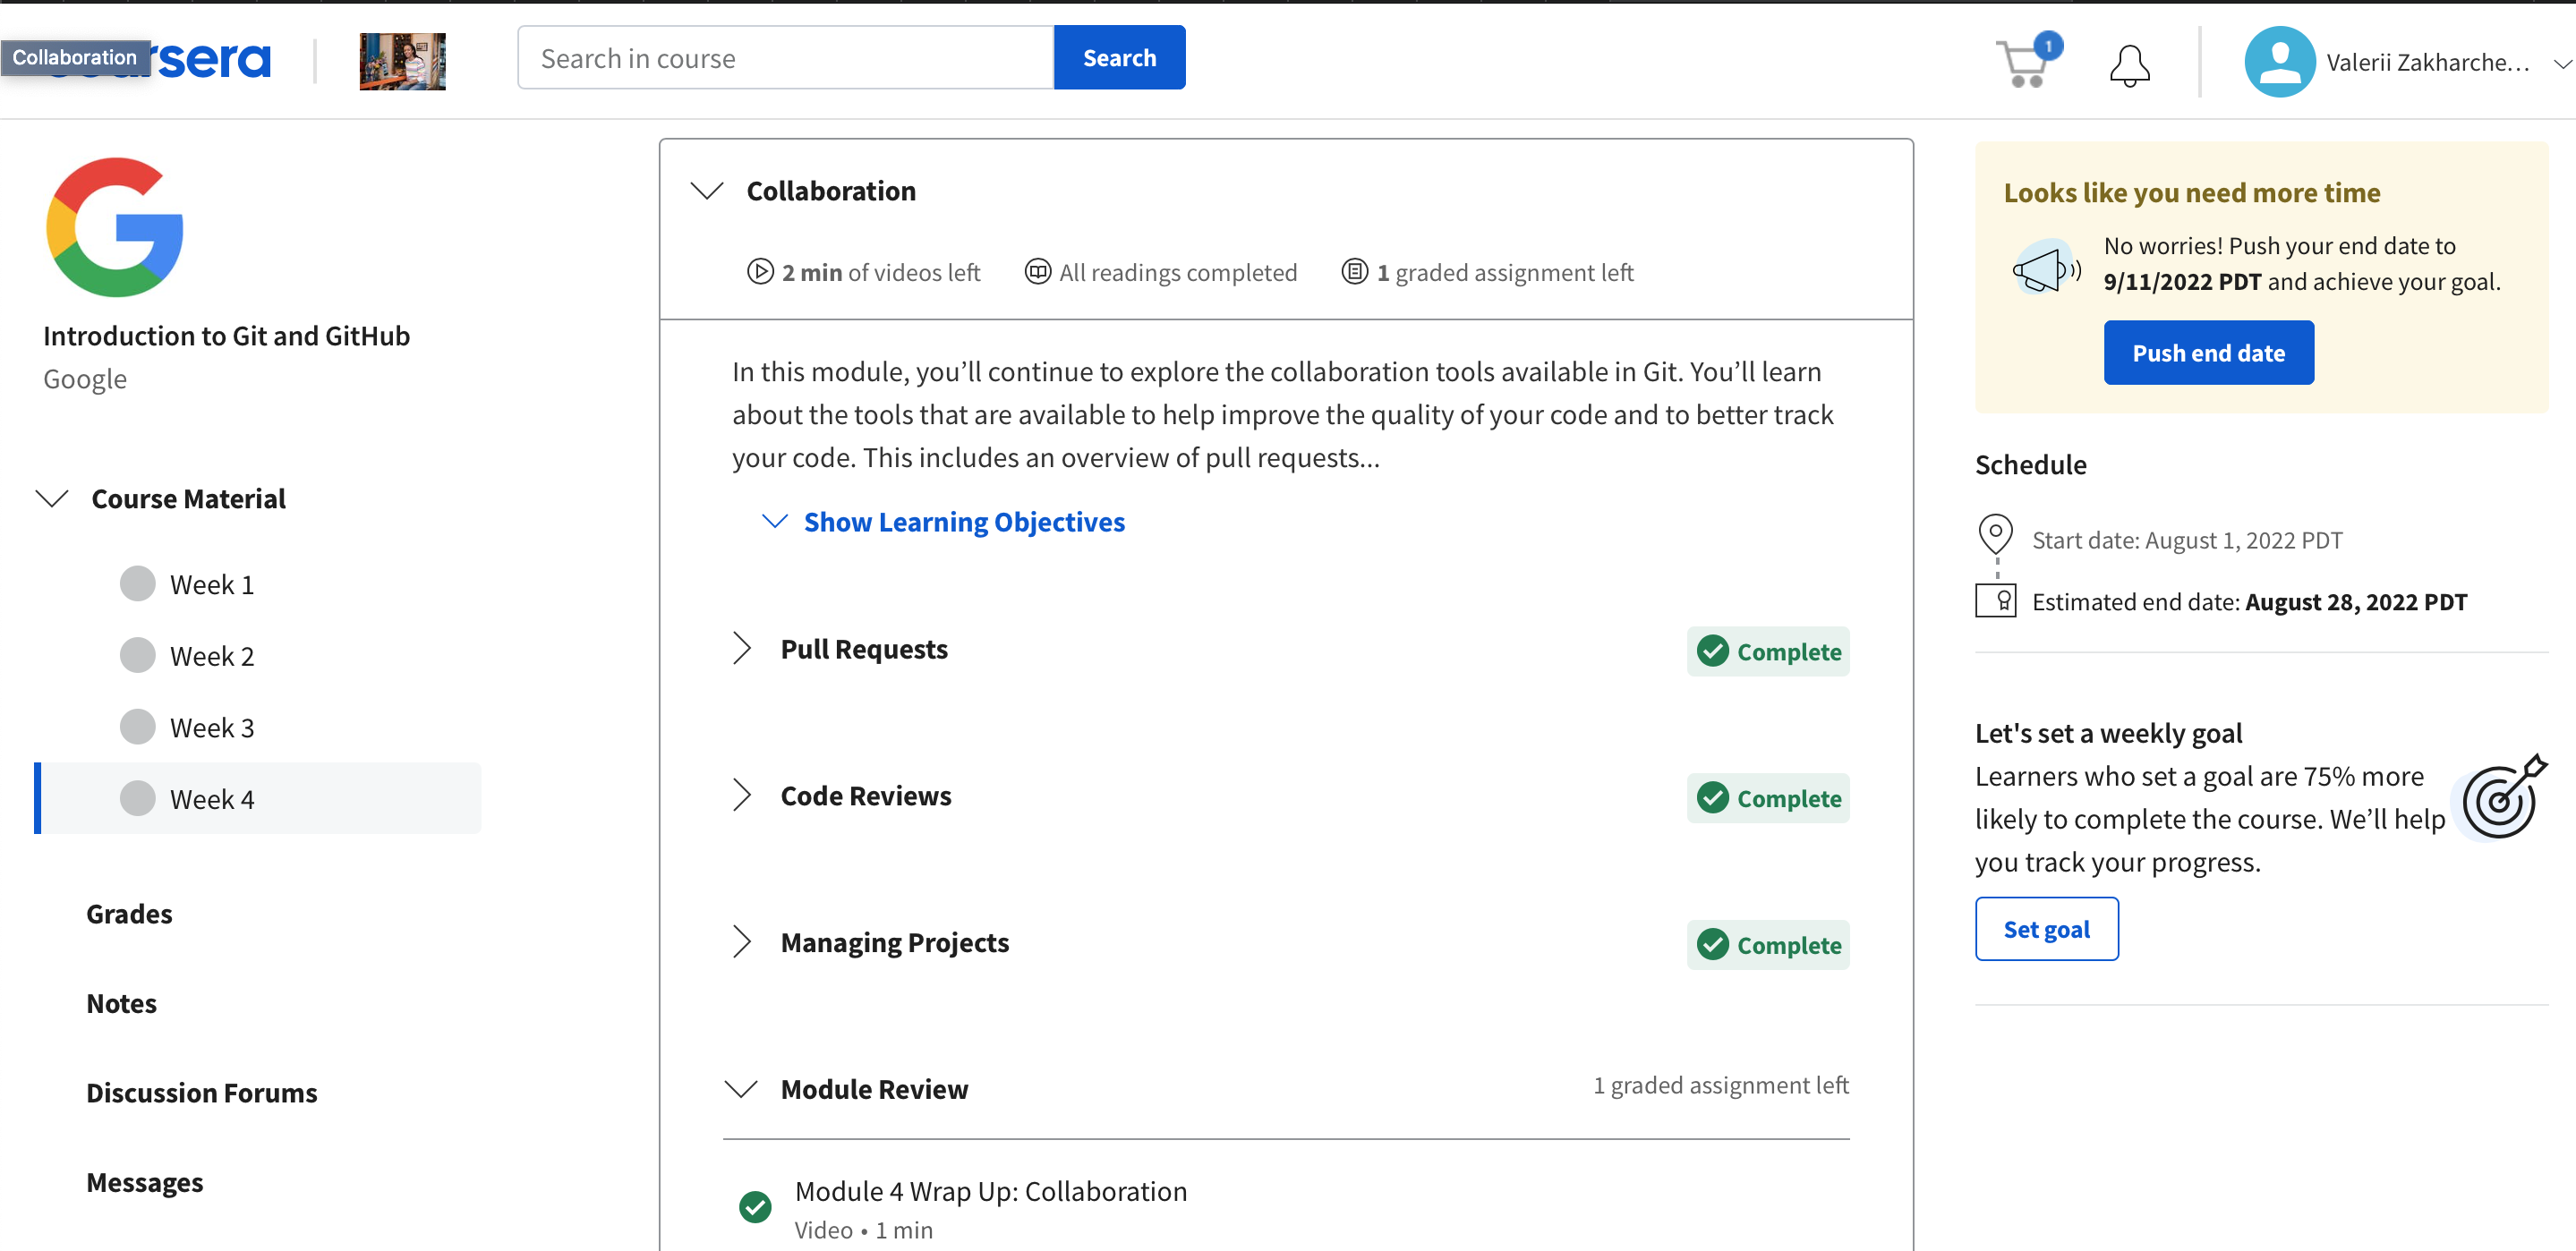 Collaboration
rsera
Search in course
Search
1
Valerii Zakharche...
Introduction to Git and GitHub
Google
Course Material
Week 1
Week 2
Week 3
Week 4
Grades
Notes
Discussion Forums
Messages
Collaboration
2 min of videos left
All readings completed
1 graded assignment left
In this module, you’ll continue to explore the collaboration tools available in Git. You’ll learn
about the tools that are available to help improve the quality of your code and to better track
your code. This includes an overview of pull requests...
Show Learning Objectives
Pull Requests
Complete
Code Reviews
Complete
Managing Projects
Complete
Module Review
1 graded assignment left
Module 4 Wrap Up: Collaboration
Video • 1 min
Looks like you need more time
No worries! Push your end date to
9/11/2022 PDT and achieve your goal.
Push end date
Schedule
Start date: August 1, 2022 PDT
Estimated end date: August 28, 2022 PDT
Let's set a weekly goal
Learners who set a goal are 75% more
likely to complete the course. We’ll help
you track your progress.
Set goal